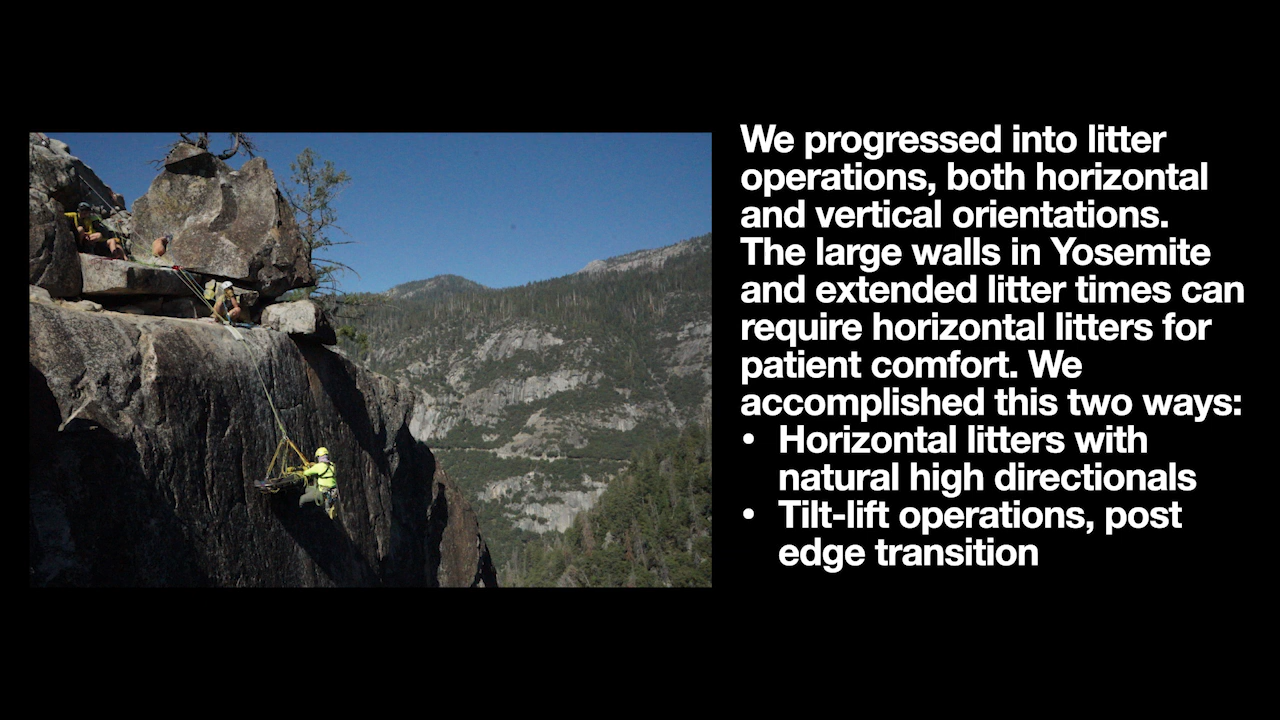 We progressed into litter
operations, both horizontal
and vertical orientations.
The large walls in Yosemite
and extended litter times can
require horizontal litters for
patient comfort. We
accomplished this two ways:
• Horizontal litters with
natural high directionals
• Tilt-lift operations, post
edge transition